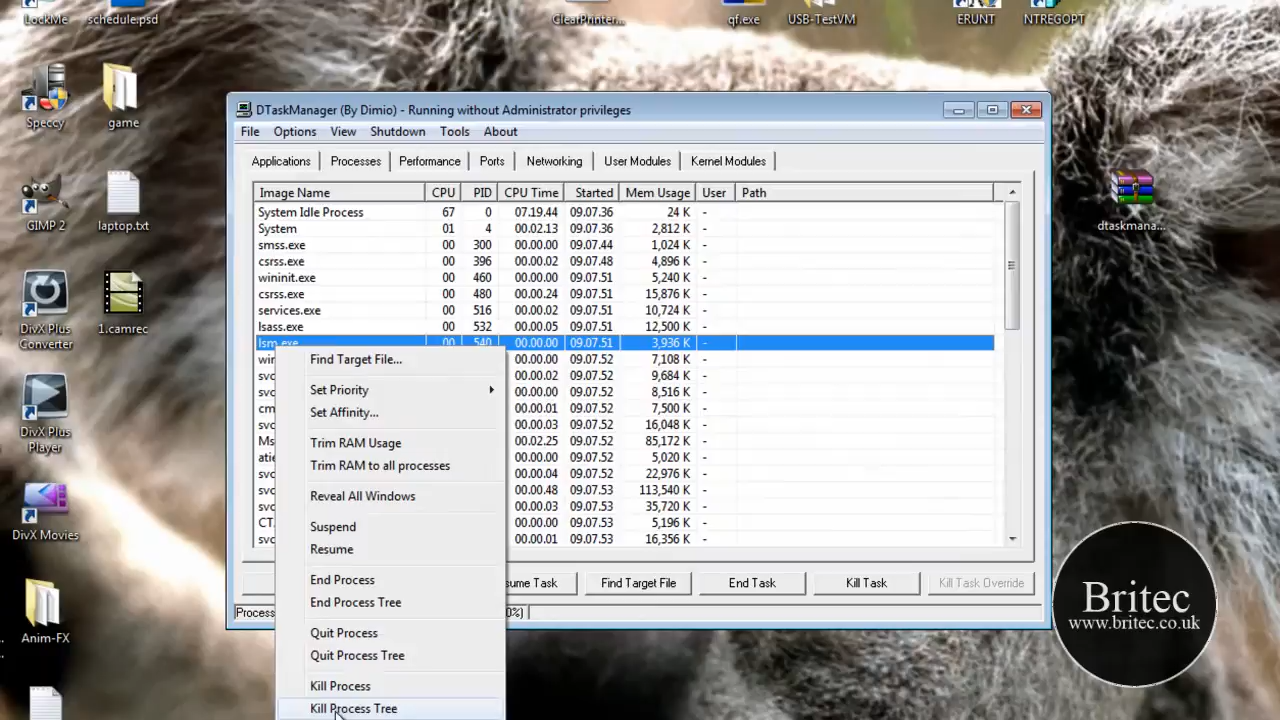 LockMe
schedule.psd
ClearPrinter...
qf.exe
USB-TestVM
ERUNT
NTREGOPT
Speccy
game
GIMP 2
laptop.txt
DivX Plus
Converter
1.camrec
DivX Plus
Player
DivX Movies
Anim-FX
dtaskmana...
DTaskManager (By Dimio) - Running without Administrator privileges
File Options View Shutdown Tools About
Applications Processes Performance Ports Networking User Modules Kernel Modules
Image Name CPU PID CPU Time Started Mem Usage User Path
System Idle Process 67 0 07.19.44 09.07.36 24 K -
System 01 4 00.02.13 09.07.36 2,812 K -
smss.exe 00 300 00.00.00 09.07.44 1,024 K -
csrss.exe 00 396 00.00.02 09.07.48 4,896 K -
wininit.exe 00 460 00.00.00 09.07.51 5,240 K -
csrss.exe 00 480 00.00.24 09.07.51 15,876 K -
services.exe 00 516 00.00.02 09.07.51 10,724 K -
lsass.exe 00 532 00.00.05 09.07.51 12,500 K -
lsm.exe 00 540 00.00.00 09.07.51 3,936 K -
00.00.00 09.07.52 7,108 K -
00.00.02 09.07.52 9,684 K -
00.00.00 09.07.52 8,516 K -
00.00.01 09.07.52 7,500 K -
00.00.03 09.07.52 16,048 K -
00.02.25 09.07.52 85,172 K -
00.00.00 09.07.52 5,020 K -
00.00.04 09.07.52 22,976 K -
00.00.48 09.07.53 113,540 K -
00.00.03 09.07.53 35,720 K -
00.00.00 09.07.53 5,196 K -
00.00.01 09.07.53 16,356 K -
Find Target File...
Set Priority
Set Affinity...
Trim RAM Usage
Trim RAM to all processes
Reveal All Windows
Suspend
Resume
End Process
End Process Tree
Quit Process
Quit Process Tree
Kill Process
Kill Process Tree
sume Task Find Target File End Task Kill Task Kill Task Override
Process 0%)
Britec
www.britec.co.uk